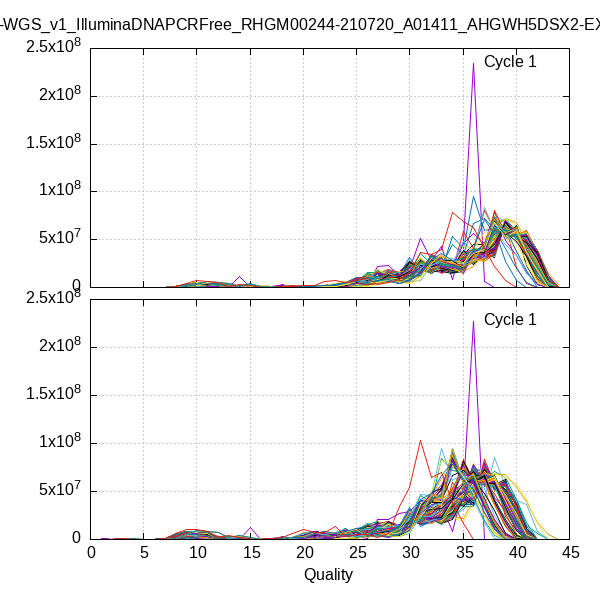 -WGS_v1_IlluminaDNAPCRFree_RHGM00244-210720_A01411_AHGWH5DSX2-EX
2.5x10^8
Cycle 1
2x10^8
1.5x10^8
1x10^8
5x10^7
0
2.5x10^8
Cycle 1
2x10^8
1.5x10^8
1x10^8
5x10^7
0
0 5 10 15 20 25 30 35 40 45
Quality